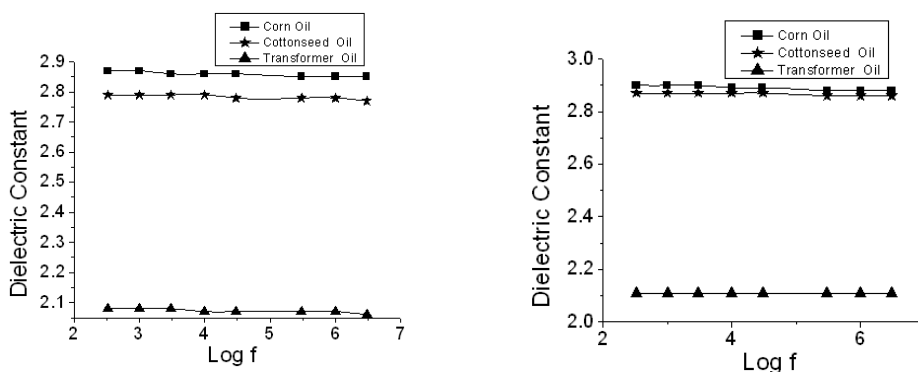 Corn Oil
Cottonseed Oil
Transformer Oil
2.9
2.8
2.7
2.6
2.5
2.4
2.3
2.2
2.1
Dielectric Constant
2 3 4 5 6 7
Log f
Corn Oil
Cottonseed Oil
Transformer Oil
3.0
2.8
2.6
2.4
2.2
2.0
Dielectric Constant
2 4 6
Log f